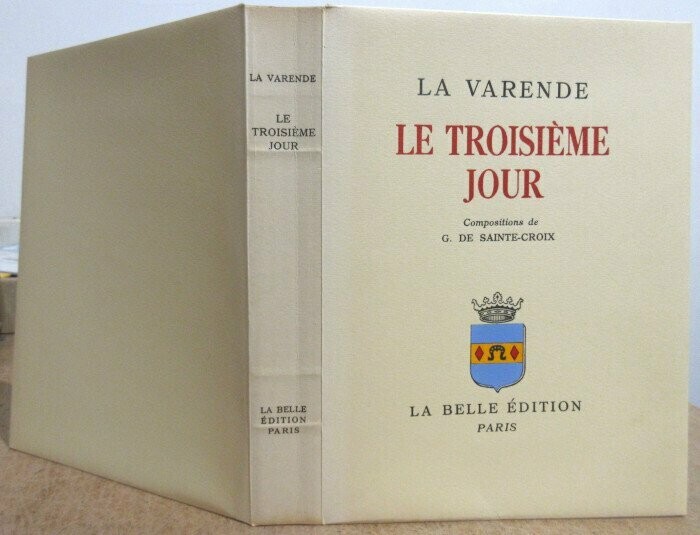 LA VARENDE
LE
TROISIÈME
JOUR
LA BELLE
ÉDITION
PARIS
LA VARENDE
LE TROISIÈME
JOUR
Compositions de
G. DE SAINTE-CROIX
LA BELLE ÉDITION
PARIS